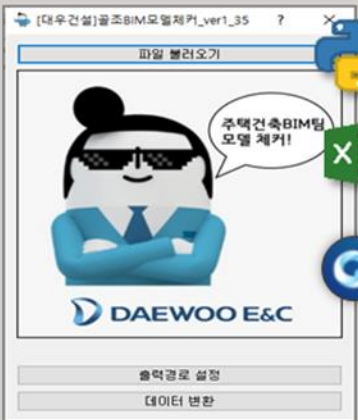 [대우건설]골조BIM모델체커_ver1_35
파일 불러오기
주택건축BIM팀
모델 체커!
X
DAEWOO E&C
출력경로 설정
데이터 변환